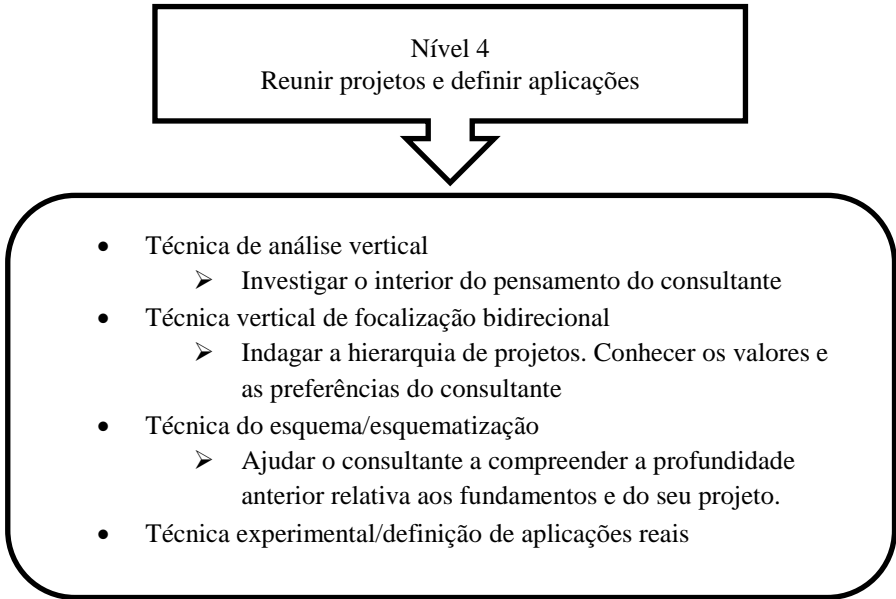 Nível 4
Reunir projetos e definir aplicações
• Técnica de análise vertical
➢ Investigar o interior do pensamento do consultante
• Técnica vertical de focalização bidirecional
➢ Indagar a hierarquia de projetos. Conhecer os valores e
as preferências do consultante
• Técnica do esquema/esquematização
➢ Ajudar o consultante a compreender a profundidade
anterior relativa aos fundamentos e do seu projeto.
• Técnica experimental/definição de aplicações reais